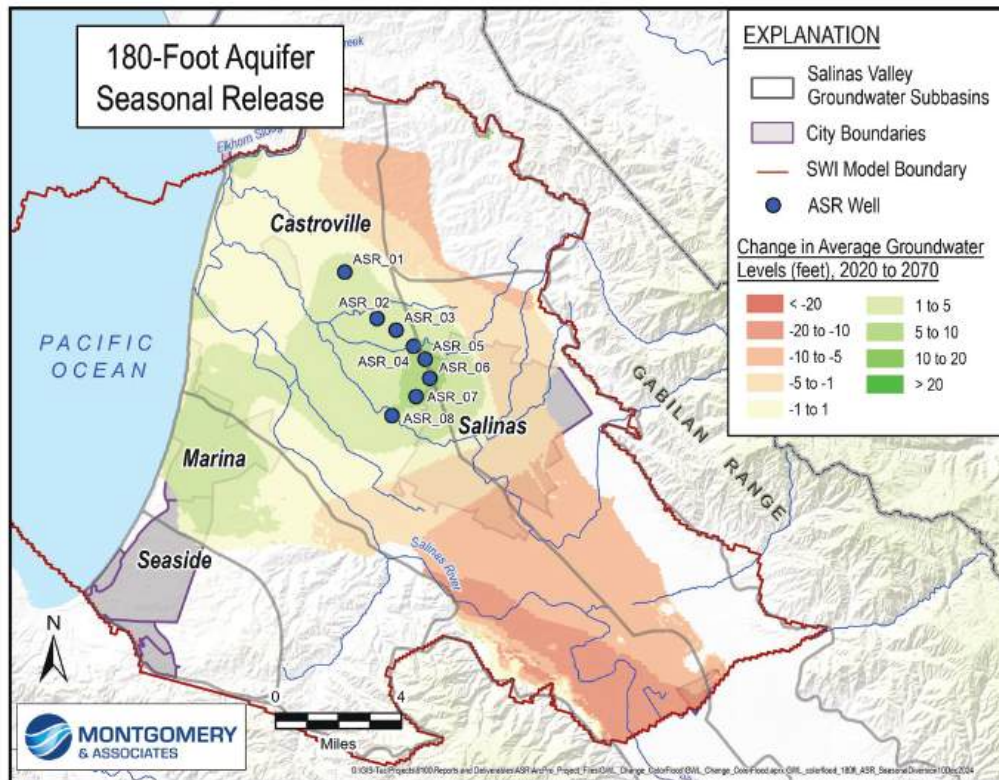 180-Foot Aquifer
Seasonal Release
Elkhorn Slough
Castroville
ASR_01
ASR_02
ASR_03
ASR_05
ASR_04
ASR_06
ASR_07
ASR_08
Salinas
PACIFIC
OCEAN
Marina
Seaside
Salinas
River
GABILAN
RANGE
N
0
4
Miles
MONTGOMERY
& ASSOCIATES
EXPLANATION
Salinas Valley
Groundwater Subbasins
City Boundaries
SWI Model Boundary
ASR Well
Change in Average Groundwater
Levels (feet), 2020 to 2070
< -20
-20 to -10
-10 to -5
-5 to -1
-1 to 1
1 to 5
5 to 10
10 to 20
> 20